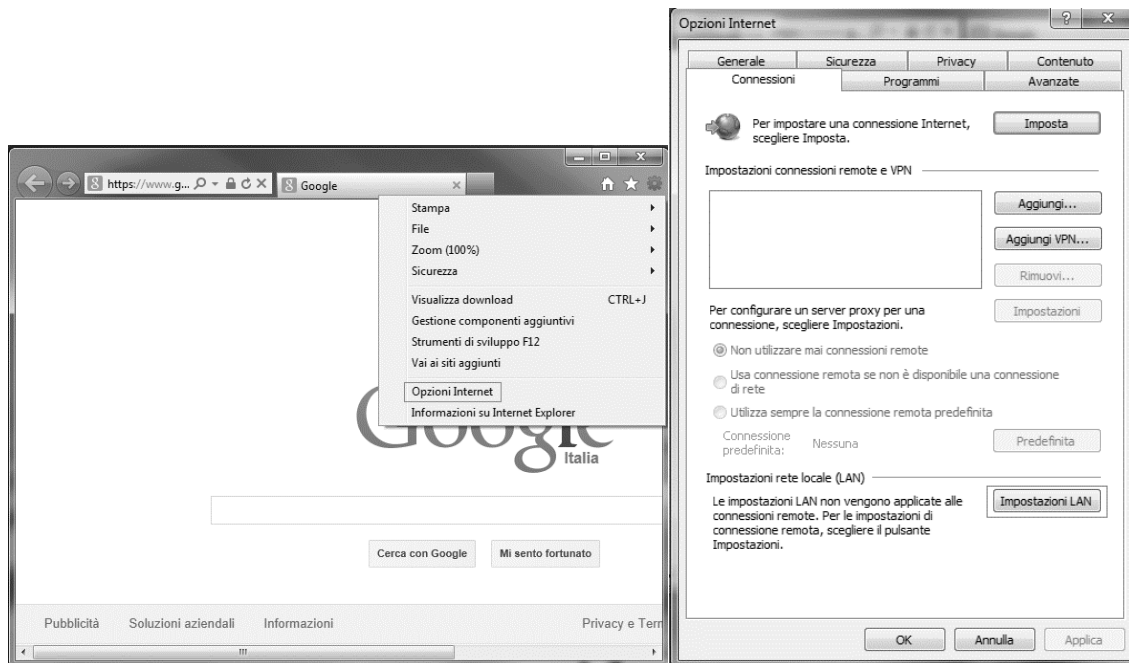 https://www.g...
Google
Stampa
File
Zoom (100%)
Sicurezza
Visualizza download CTRL+J
Gestione componenti aggiuntivi
Strumenti di sviluppo F12
Vai ai siti aggiunti
Opzioni Internet
Informazioni su Internet Explorer
Google
Italia
Cerca con Google
Mi sento fortunato
Pubblicità
Soluzioni aziendali
Informazioni
Privacy e Terr
Opzioni Internet
Generale
Sicurezza
Privacy
Contenuto
Connessioni
Programmi
Avanzate
Per impostare una connessione Internet,
scegliere Imposta.
Imposta
Impostazioni connessioni remote e VPN
Aggiungi...
Aggiungi VPN...
Rimuovi...
Per configurare un server proxy per una
connessione, scegliere Impostazioni.
Impostazioni
Non utilizzare mai connessioni remote
Usa connessione remota se non è disponibile una connessione
di rete
Utilizza sempre la connessione remota predefinita
Connessione
predefinita:
Nessuna
Predefinita
Impostazioni rete locale (LAN)
Le impostazioni LAN non vengono applicate alle
connessioni remote. Per le impostazioni di
connessione remota, scegliere il pulsante
Impostazioni.
Impostazioni LAN
OK
Annulla
Applica